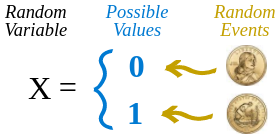 Random Variable
Possible Values
Random Events
X = { 0
1